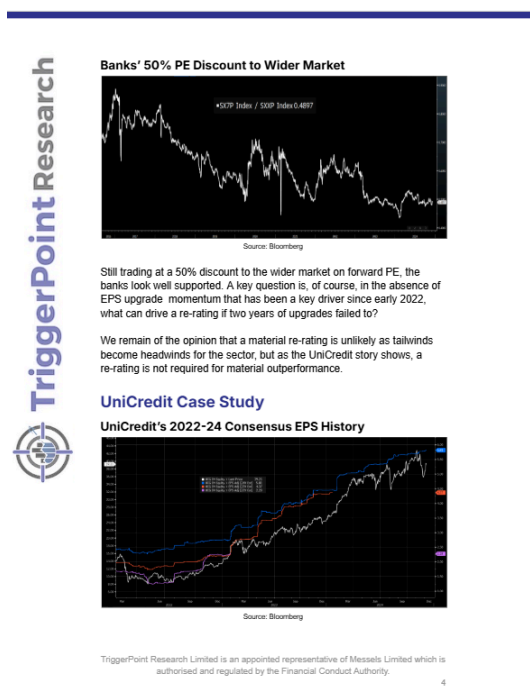 TriggerPoint Research
Banks' 50% PE Discount to Wider Market
SX7P Index / SXXP Index 0.4897
Source: Bloomberg
Still trading at a 50% discount to the wider market on forward PE, the
banks look well supported. A key question is, of course, in the absence of
EPS upgrade momentum that has been a key driver since early 2022,
what can drive a re-rating if two years of upgrades failed to?
We remain of the opinion that a material re-rating is unlikely as tailwinds
become headwinds for the sector, but as the UniCredit story shows, a
re-rating is not required for material outperformance.
UniCredit Case Study
UniCredit's 2022-24 Consensus EPS History
Source: Bloomberg
TriggerPoint Research Limited is an appointed representative of Messels Limited which is
authorised and regulated by the Financial Conduct Authority.
4